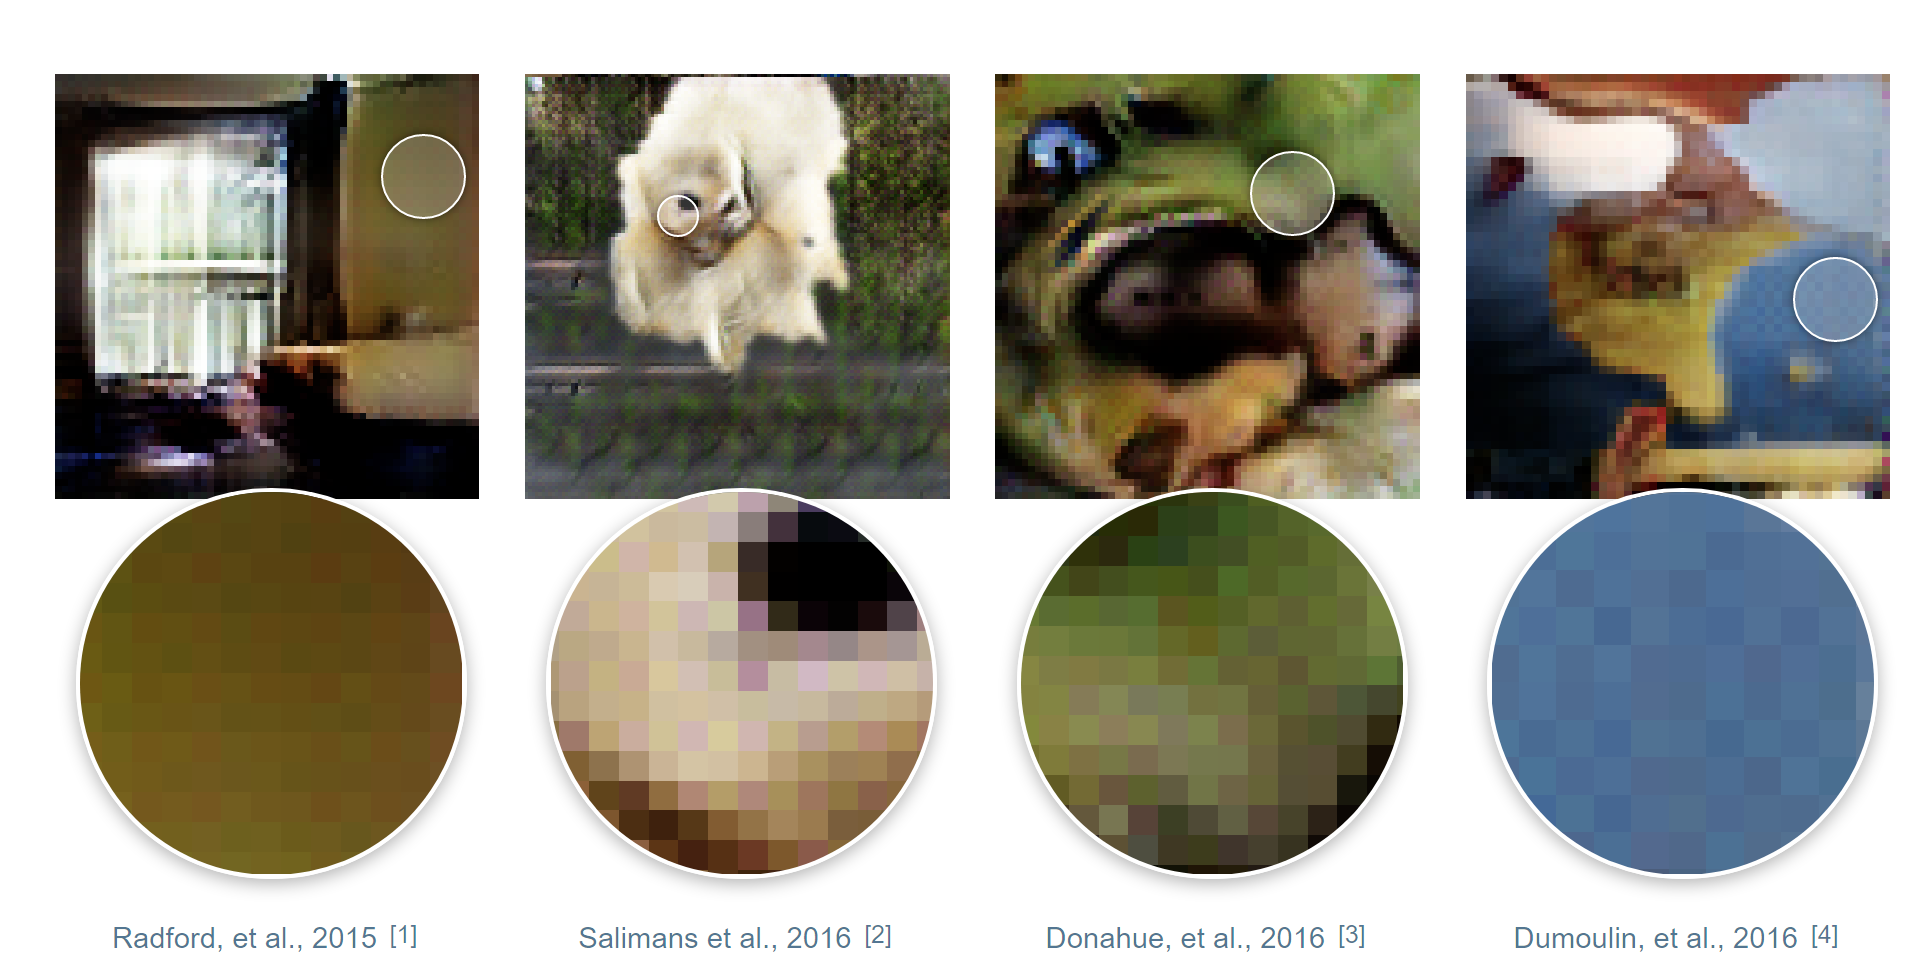 Radford, et al., 2015 [1]
Salimans et al., 2016 [2]
Donahue, et al., 2016 [3]
Dumoulin, et al., 2016 [4]